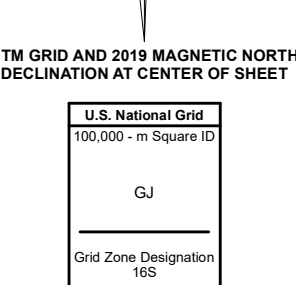 TM GRID AND 2019 MAGNETIC NORTH
DECLINATION AT CENTER OF SHEET
U.S. National Grid
100,000 - m Square ID
GJ
Grid Zone Designation
16S